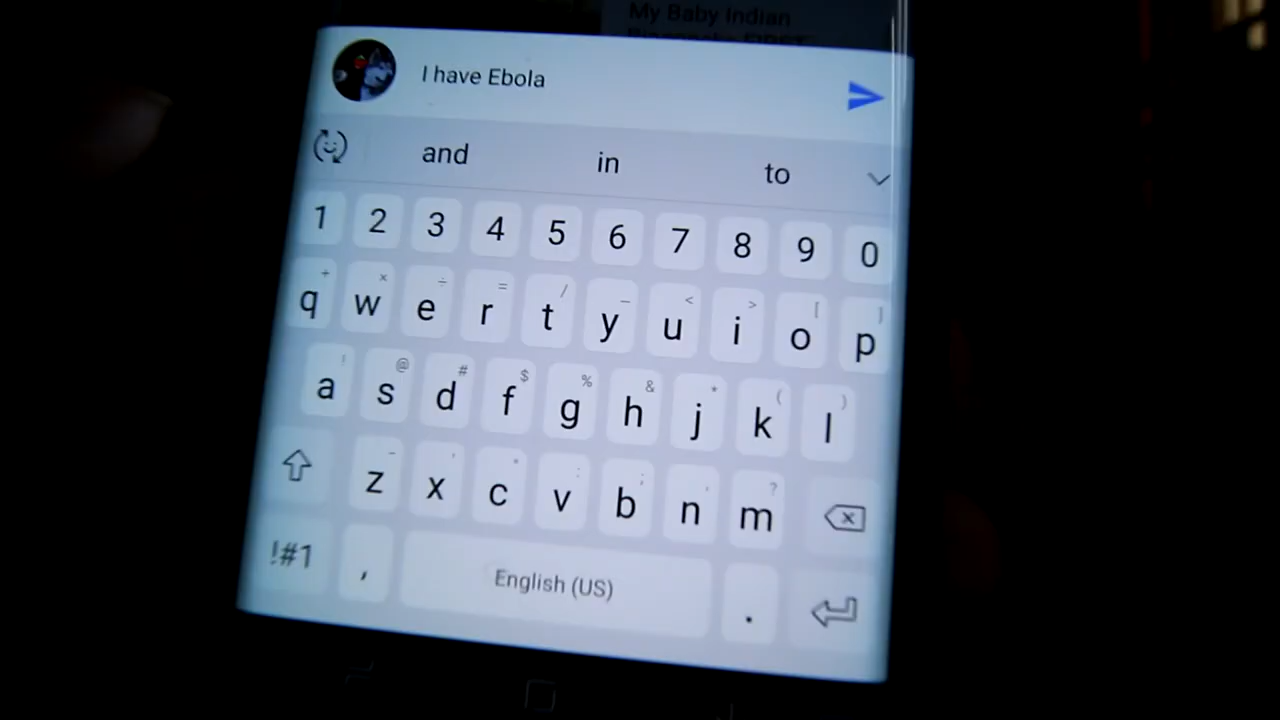 My Baby Indian
I have Ebola
and in to
1 2 3 4 5 6 7 8 9 0
+ × ÷ = / _ < > [ ]
q w e r t y u i o p
! @ # $ % & * ( )
a s d f g h j k l
- ' " : ; , ?
z x c v b n m
!#1 , English (US) .